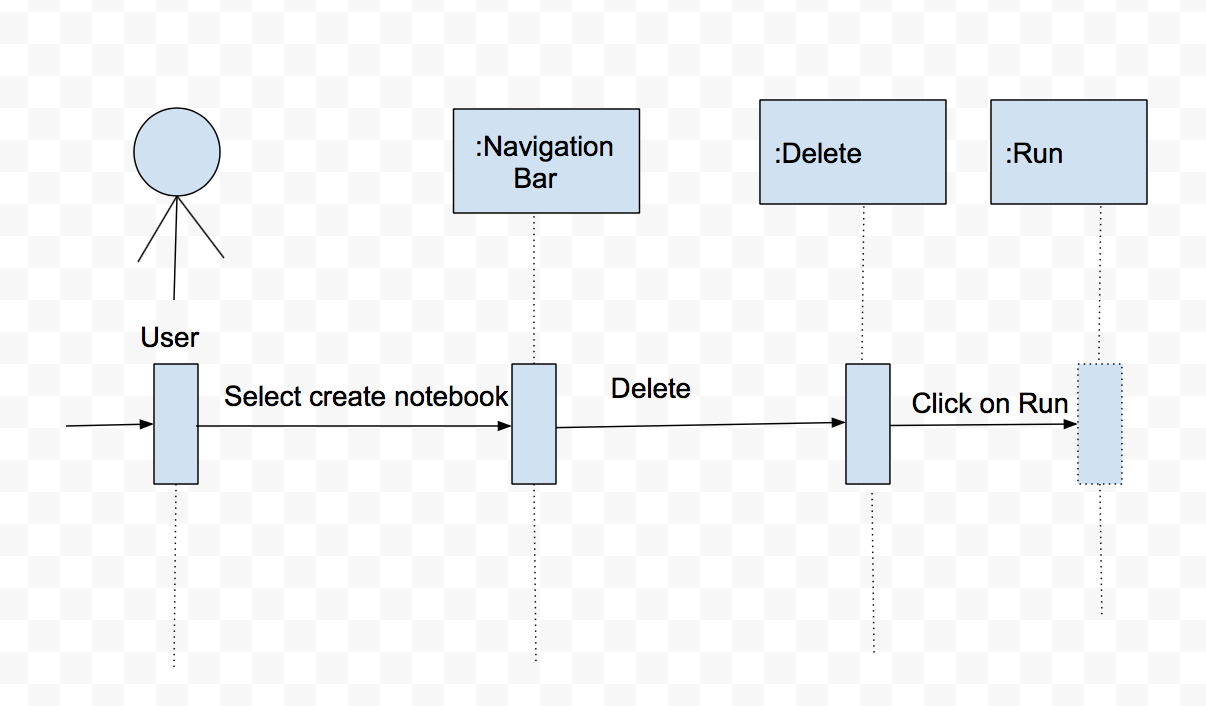 :Navigation
Bar
:Delete
:Run
User
Select create notebook
Delete
Click on Run